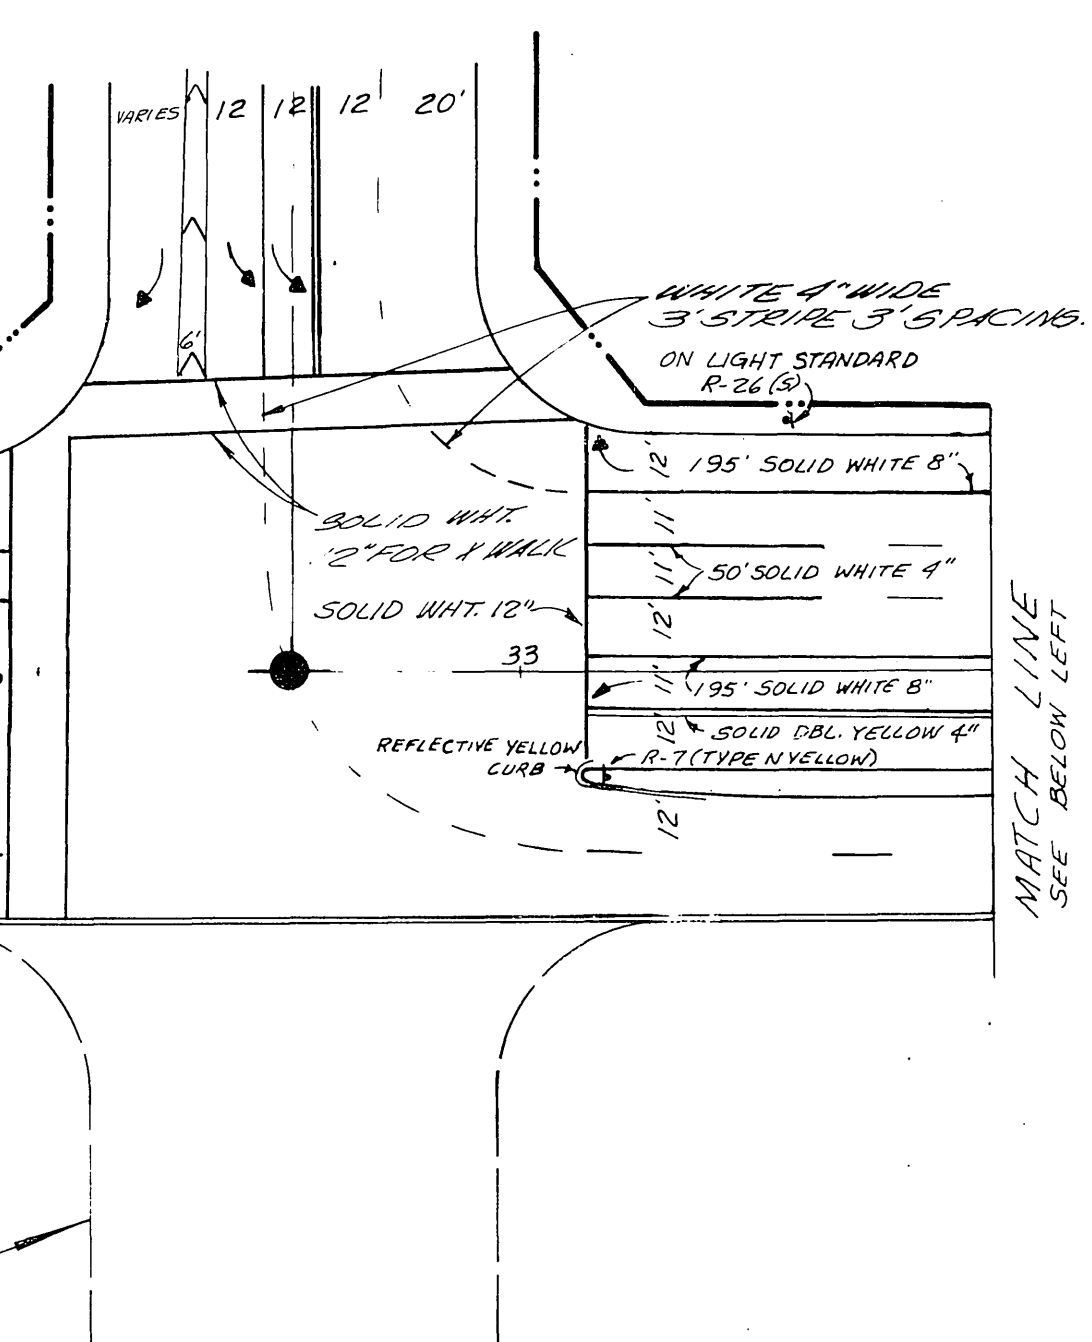 VARIES 12 12 12 20'
6'
WHITE 4" WIDE
3' STRIPE 3' SPACING.
ON LIGHT STANDARD
R-26 (S)
12' 195' SOLID WHITE 8"
11'
SOLID WHT.
'2" FOR X WALK
11' 50' SOLID WHITE 4"
SOLID WHT. 12"
12'
33
11' 195' SOLID WHITE 8"
12' SOLID DBL. YELLOW 4"
REFLECTIVE YELLOW
CURB
R-7 (TYPE N YELLOW)
12'
MATCH LINE
SEE BELOW LEFT